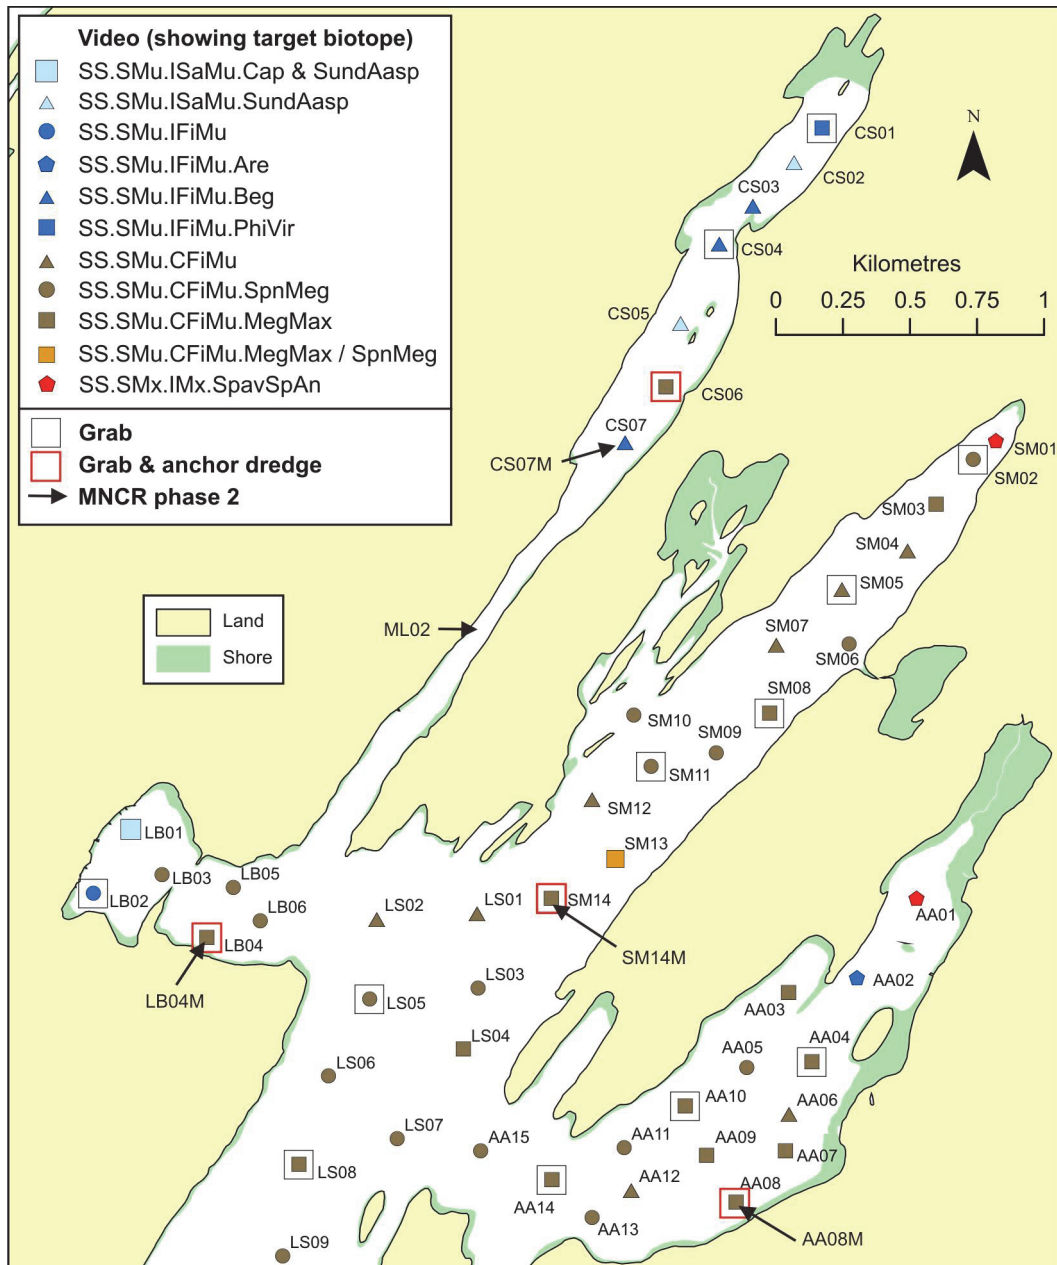 Video (showing target biotope)
SS.SMu.ISaMu.Cap & SundAasp
SS.SMu.ISaMu.SundAasp
SS.SMu.IFiMu
SS.SMu.IFiMu.Are
SS.SMu.IFiMu.Beg
SS.SMu.IFiMu.PhiVir
SS.SMu.CFiMu
SS.SMu.CFiMu.SpnMeg
SS.SMu.CFiMu.MegMax
SS.SMu.CFiMu.MegMax / SpnMeg
SS.SMx.IMx.SpavSpAn
Grab
Grab & anchor dredge
MNCR phase 2
N
Kilometres
0 0.25 0.5 0.75 1
Land
Shore
CS01
CS02
CS03
CS04
CS05
CS06
CS07
CS07M
ML02
SM01
SM02
SM03
SM04
SM05
SM07
SM06
SM08
SM10
SM09
SM11
SM12
SM13
SM14
SM14M
LB01
LB03
LB05
LB02
LB06
LB04
LB04M
LS02
LS01
LS03
LS05
LS04
LS06
LS07
LS08
LS09
AA01
AA02
AA03
AA04
AA05
AA06
AA10
AA07
AA09
AA11
AA15
AA12
AA08
AA14
AA13
AA08M